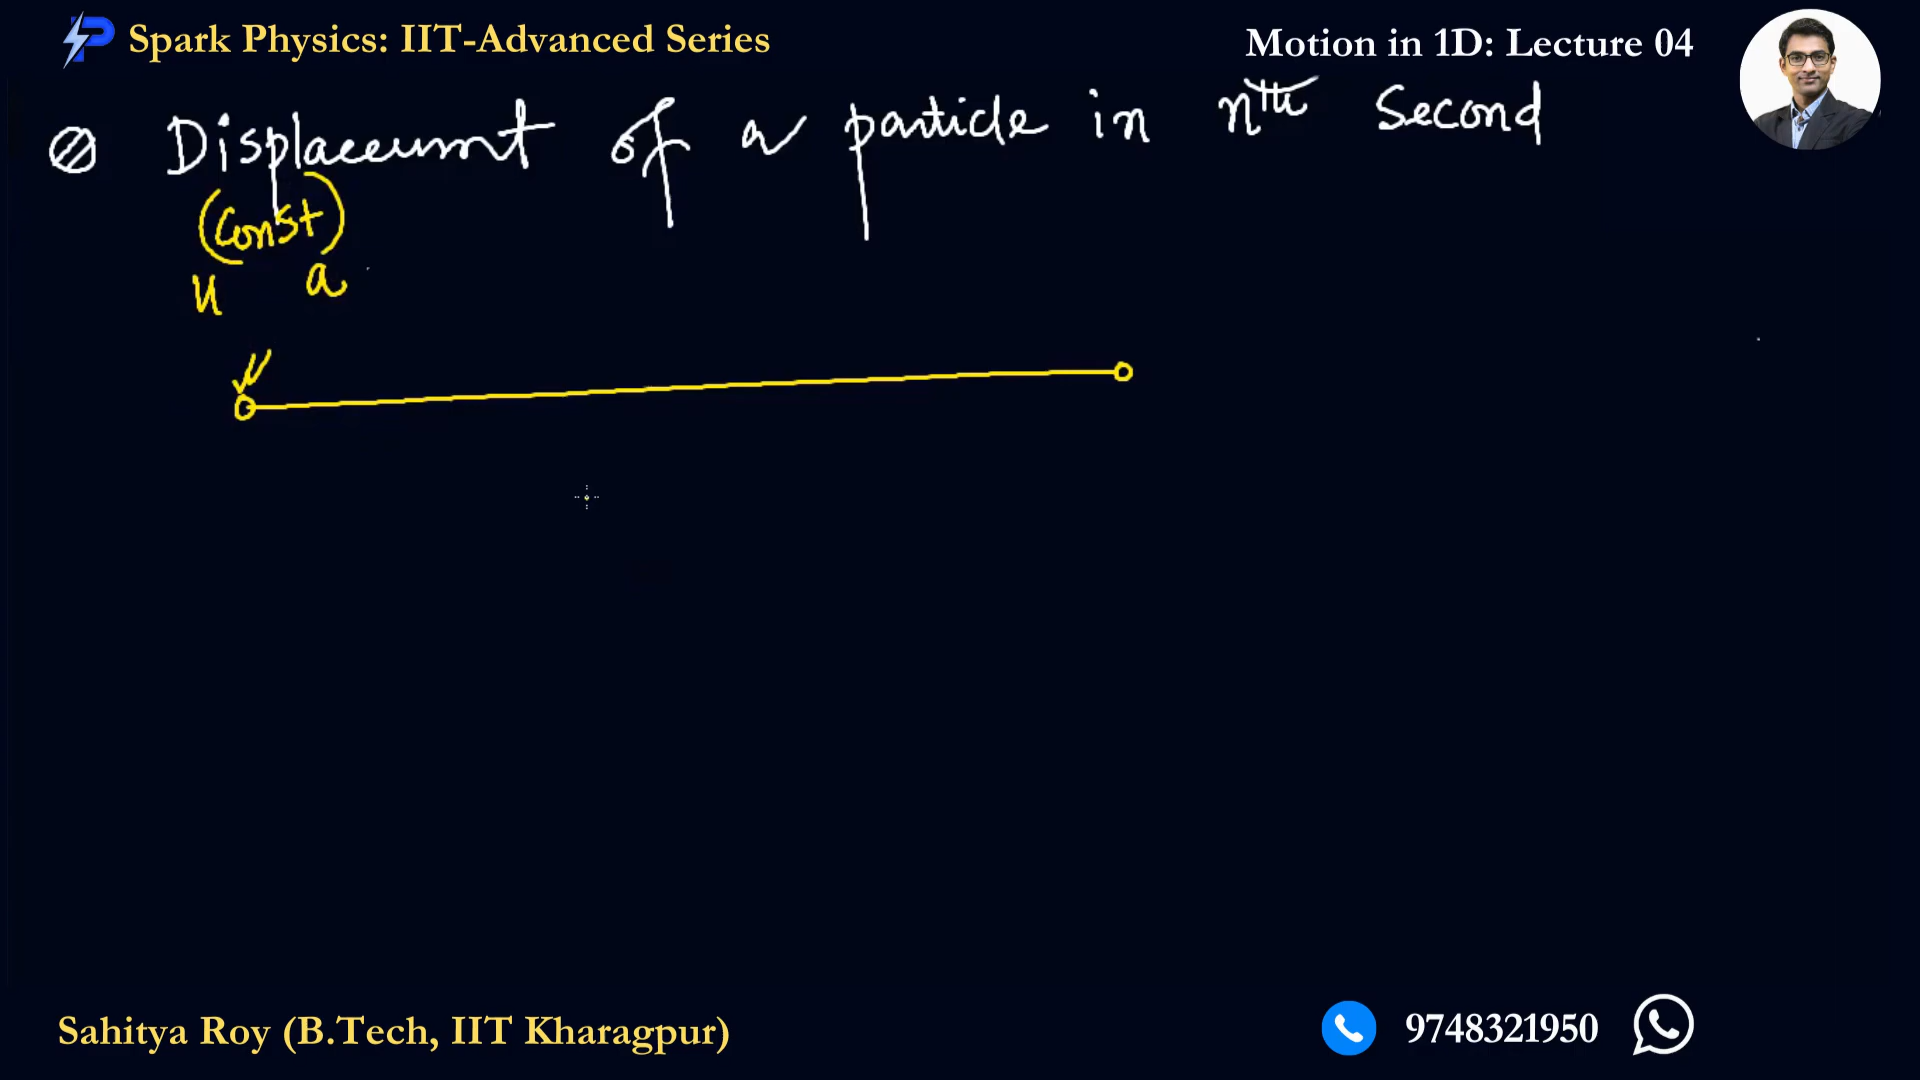 Spark Physics: IIT-Advanced Series
Motion in 1D: Lecture 04
Displacement of a particle in nth Second
(Const)
u a
Sahitya Roy (B.Tech, IIT Kharagpur)
9748321950